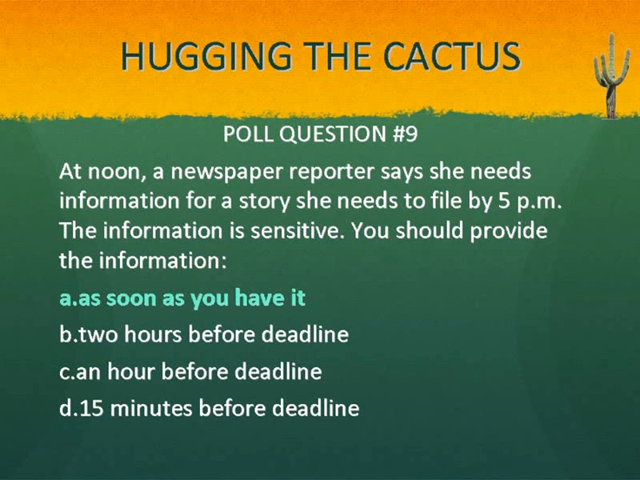 HUGGING THE CACTUS
POLL QUESTION #9
At noon, a newspaper reporter says she needs
information for a story she needs to file by 5 p.m.
The information is sensitive. You should provide
the information:
a.as soon as you have it
b.two hours before deadline
c.an hour before deadline
d.15 minutes before deadline